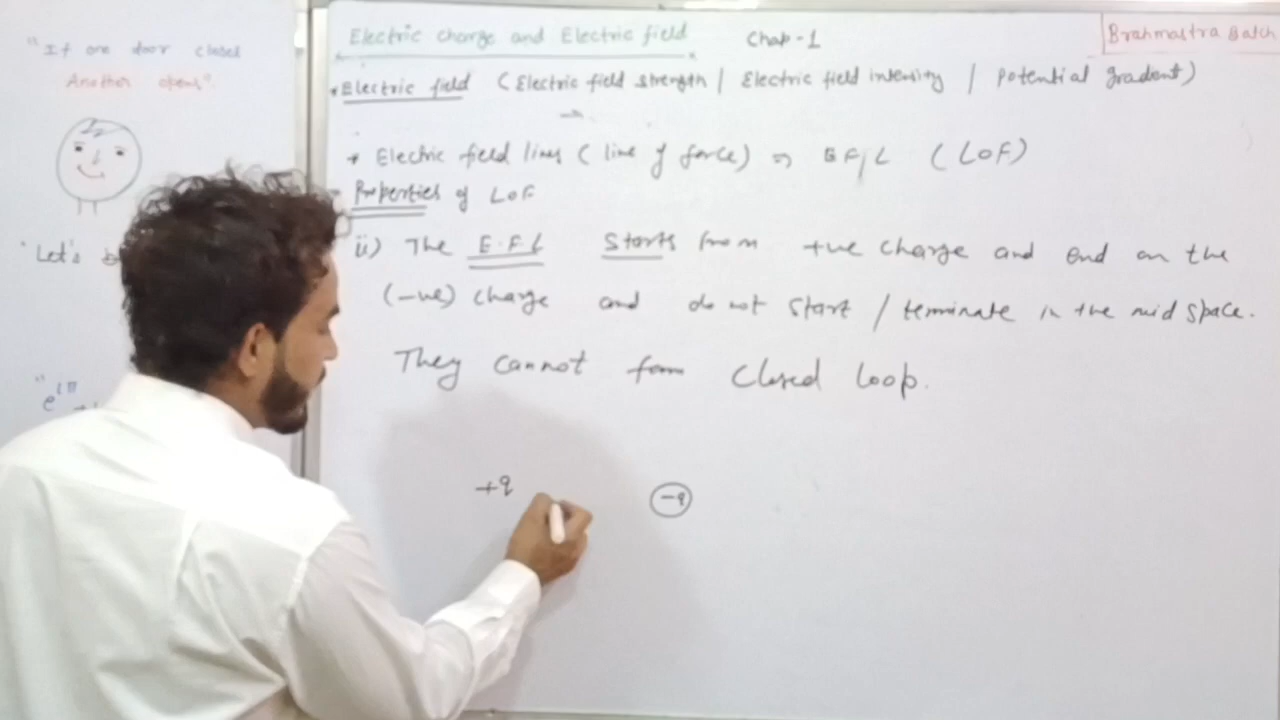 "If one door closed
Another opens".
"Let's
"e^iπ +1
Electric charge and Electric field Chap-1
Brahmastra Batch
* Electric field (Electric field strength / Electric field intensity / potential gradient)
* Electric field lines (line of force) ⇒ E F/L (LOF)
Properties of LOF
ii) The E.F.L starts from +ve charge and end on the
(-ve) charge and do not start / terminate in the mid space.
They cannot form closed loop.
+q -q